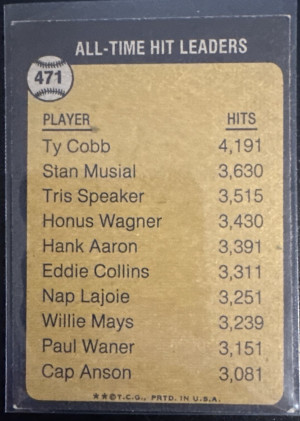 ALL-TIME HIT LEADERS
471
PLAYER HITS
Ty Cobb 4,191
Stan Musial 3,630
Tris Speaker 3,515
Honus Wagner 3,430
Hank Aaron 3,391
Eddie Collins 3,311
Nap Lajoie 3,251
Willie Mays 3,239
Paul Waner 3,151
Cap Anson 3,081
★★©T.C.G., PRTD. IN U.S.A.